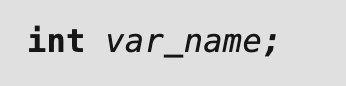 int var_name;